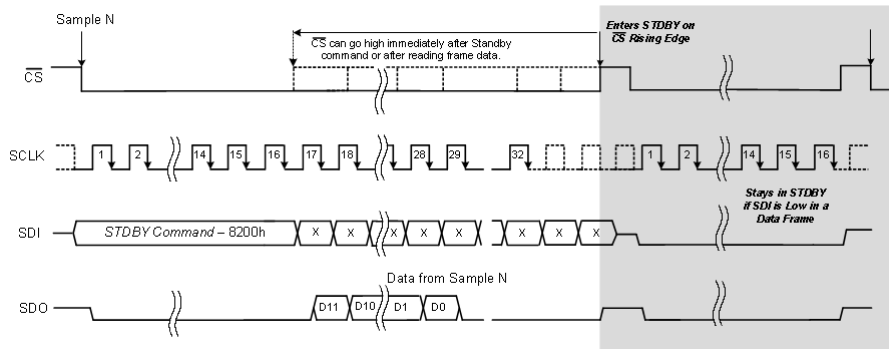 Sample N
Enters STDBY on
CS Rising Edge
CS can go high immediately after Standby
command or after reading frame data.
CS
SCLK
1 2 14 15 16 17 18 28 29 32 1 2 14 15 16
Stays in STDBY
if SDI is Low in a
Data Frame
SDI
STDBY Command – 8200h
X X X X X X X X
Data from Sample N
SDO
D11 D10 D1 D0